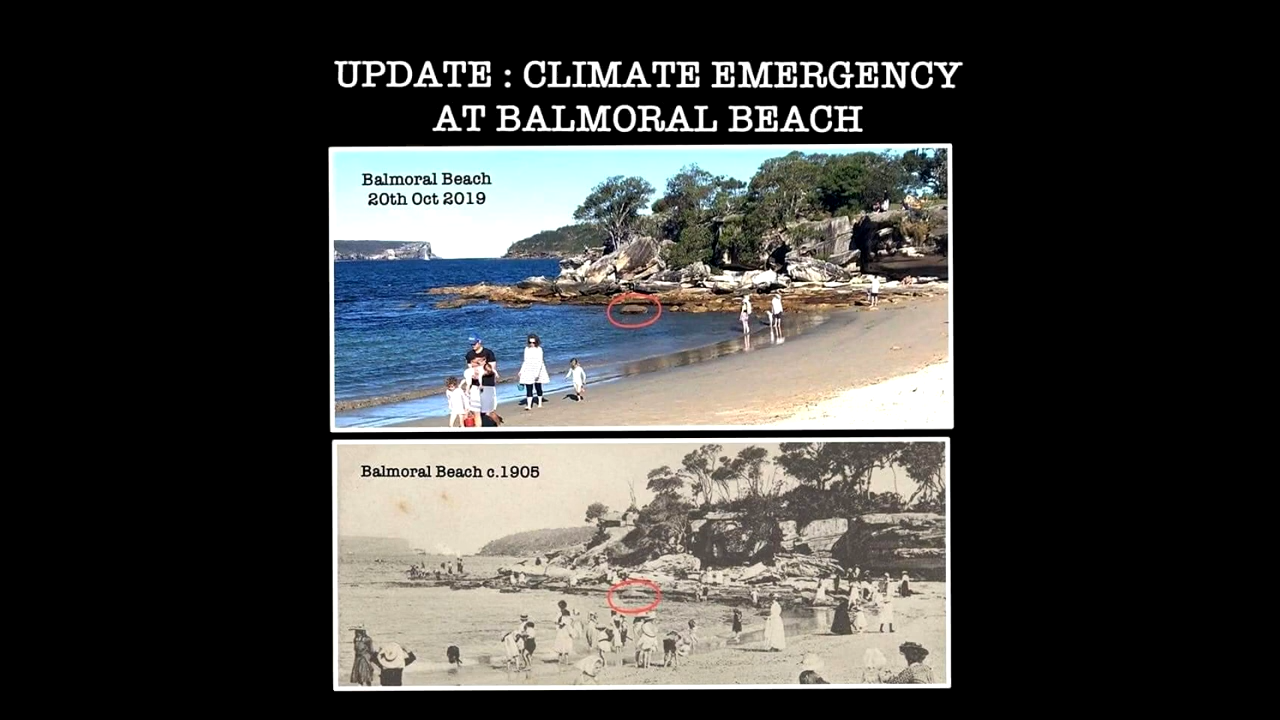 UPDATE : CLIMATE EMERGENCY
AT BALMORAL BEACH
Balmoral Beach
20th Oct 2019
Balmoral Beach c.1905